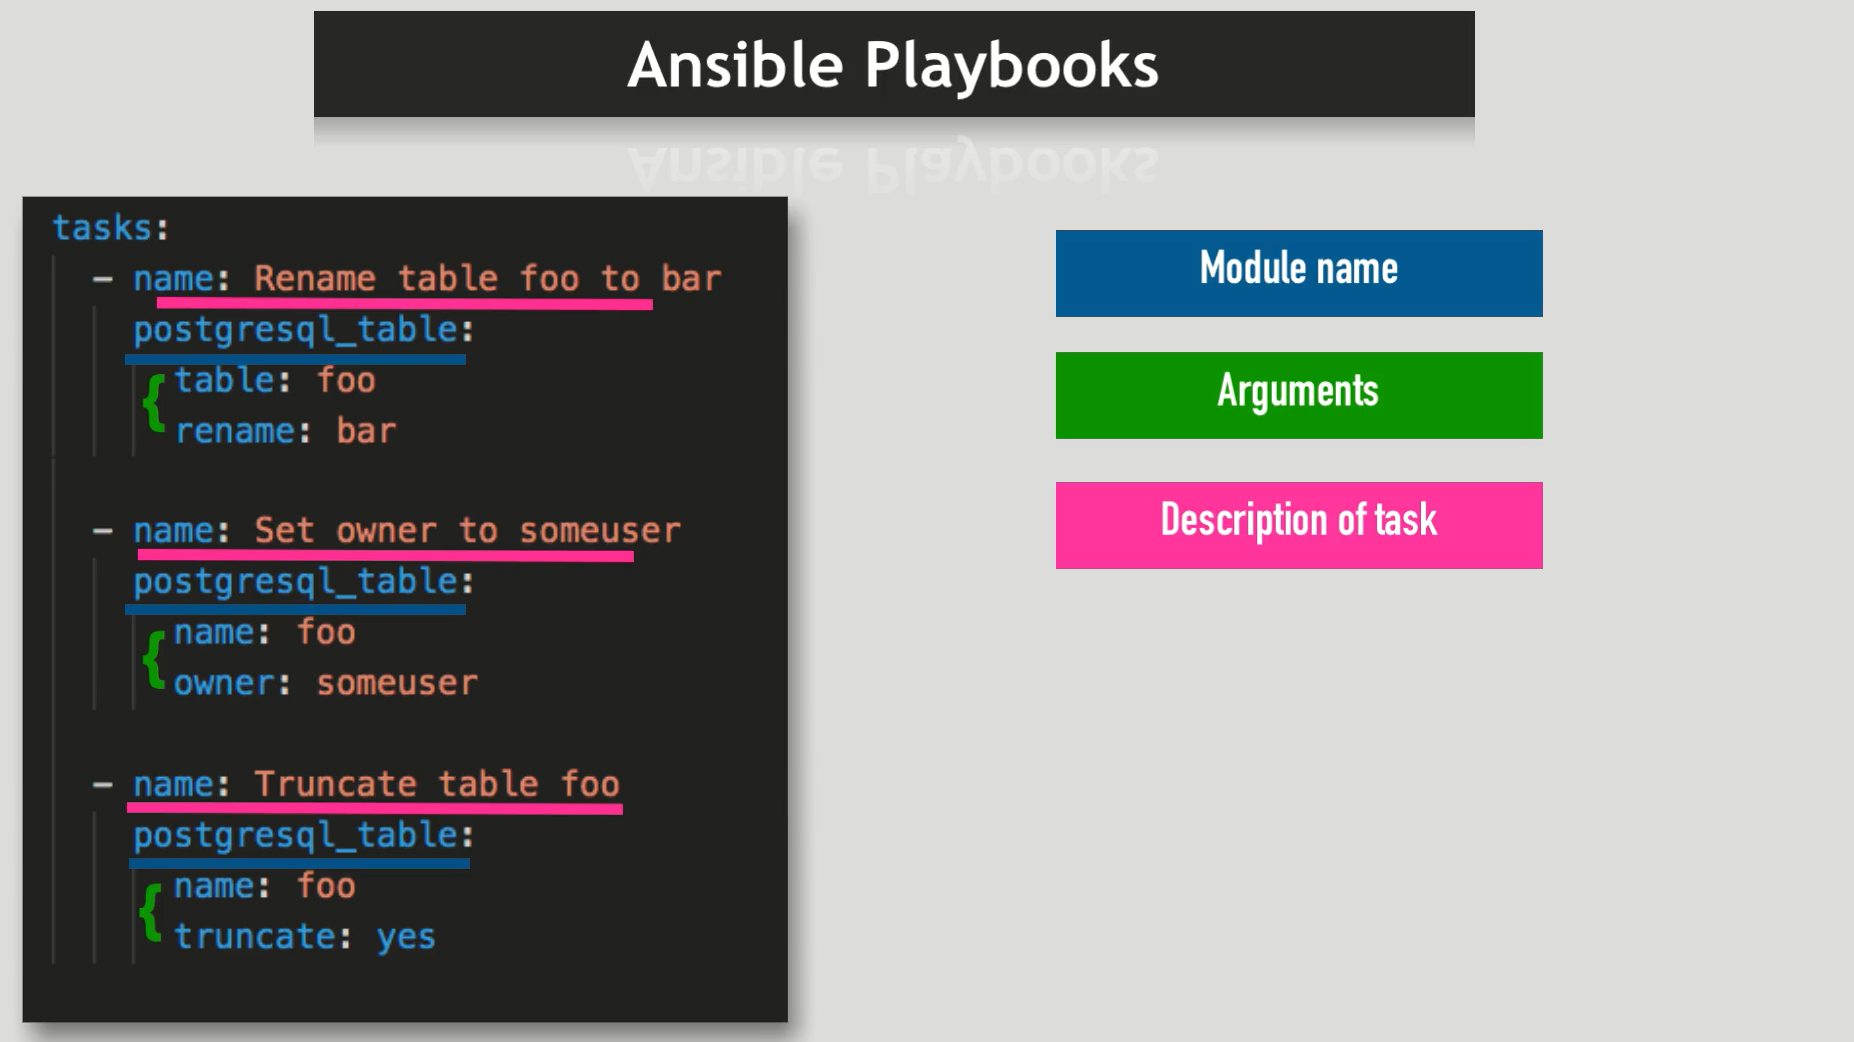 Ansible Playbooks
tasks:
- name: Rename table foo to bar
postgresql_table:
{ table: foo
rename: bar
- name: Set owner to someuser
postgresql_table:
{ name: foo
owner: someuser
- name: Truncate table foo
postgresql_table:
{ name: foo
truncate: yes
Module name
Arguments
Description of task